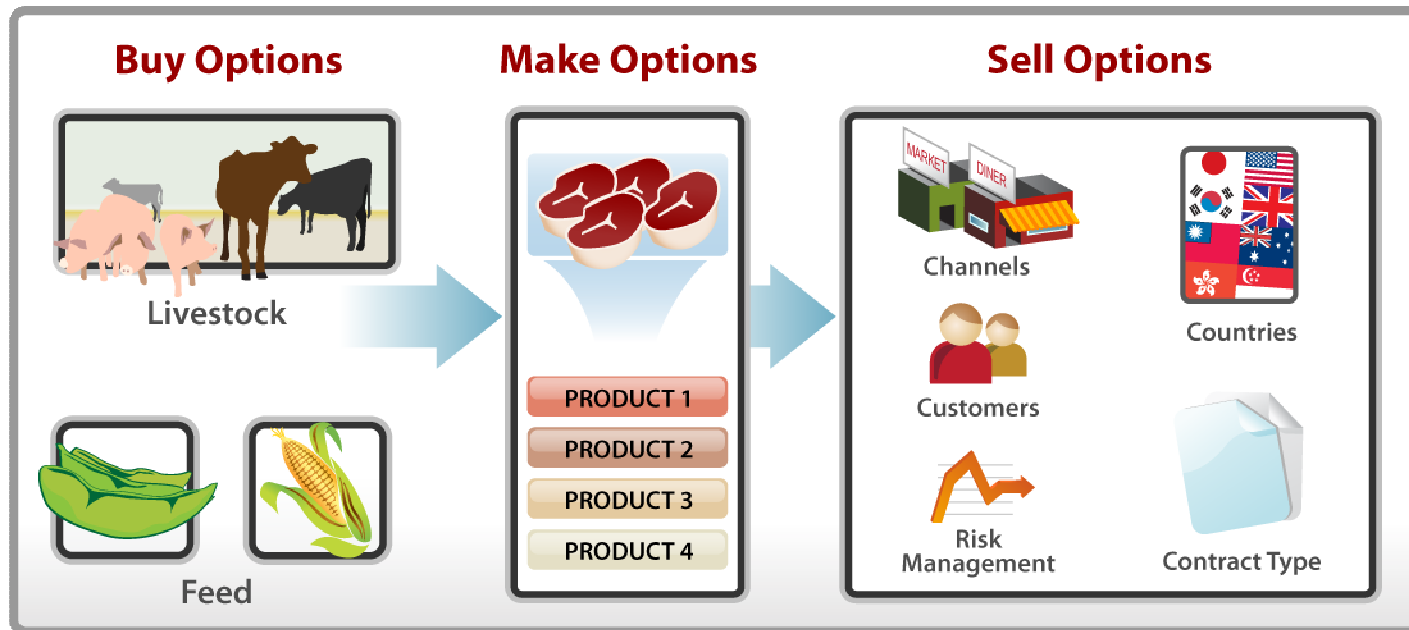 Buy Options
Make Options
Sell Options
Livestock
Feed
PRODUCT 1
PRODUCT 2
PRODUCT 3
PRODUCT 4
MARKET
DINER
Channels
Countries
Customers
Risk
Management
Contract Type